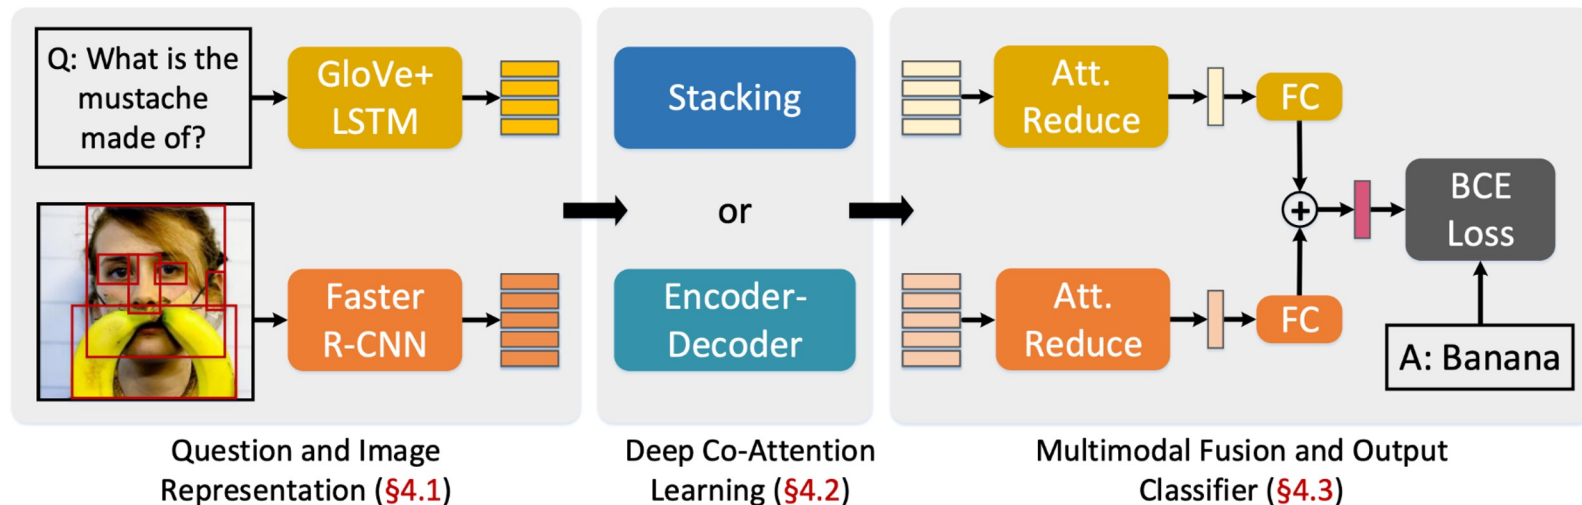 Q: What is the
mustache
made of?
GloVe+
LSTM
Faster
R-CNN
Question and Image
Representation (§4.1)
Stacking
or
Encoder-
Decoder
Deep Co-Attention
Learning (§4.2)
Att.
Reduce
FC
Att.
Reduce
FC
+
BCE
Loss
A: Banana
Multimodal Fusion and Output
Classifier (§4.3)